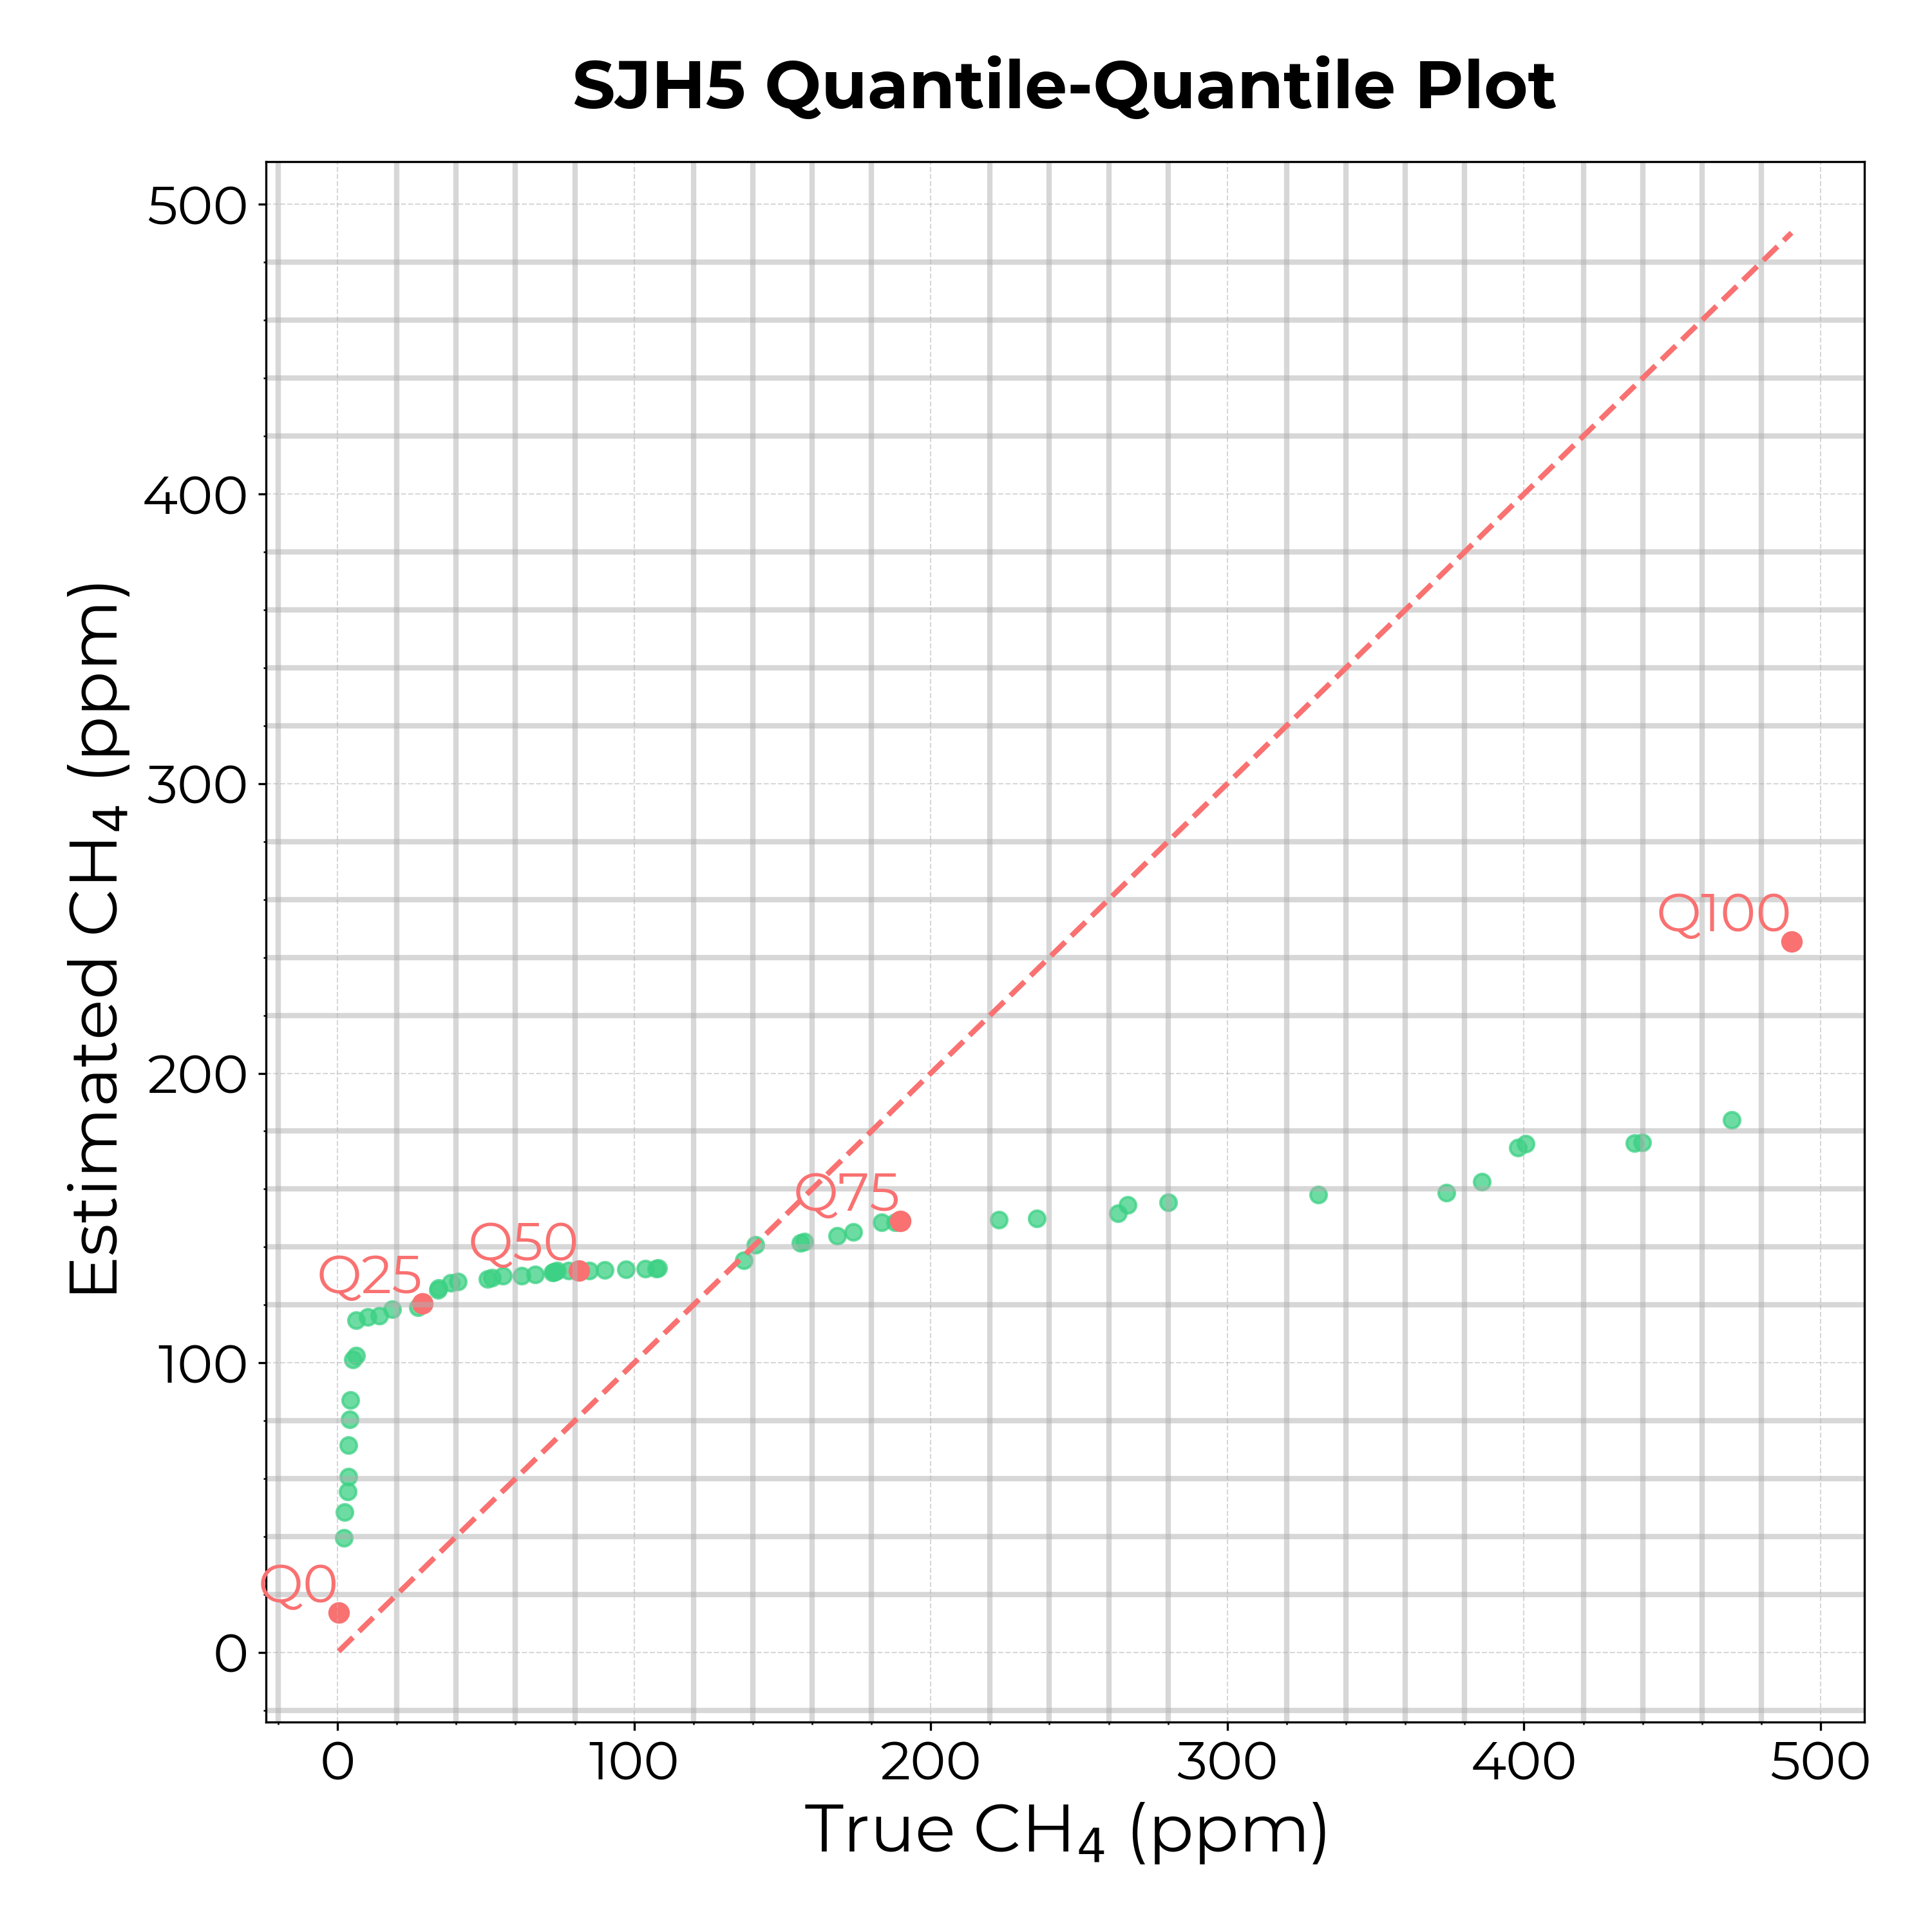 SJH5 Quantile-Quantile Plot
500
400
300
200
100
0
Estimated CH₄ (ppm)
Q100
Q75
Q50
Q25
Q0
0 100 200 300 400 500
True CH₄ (ppm)